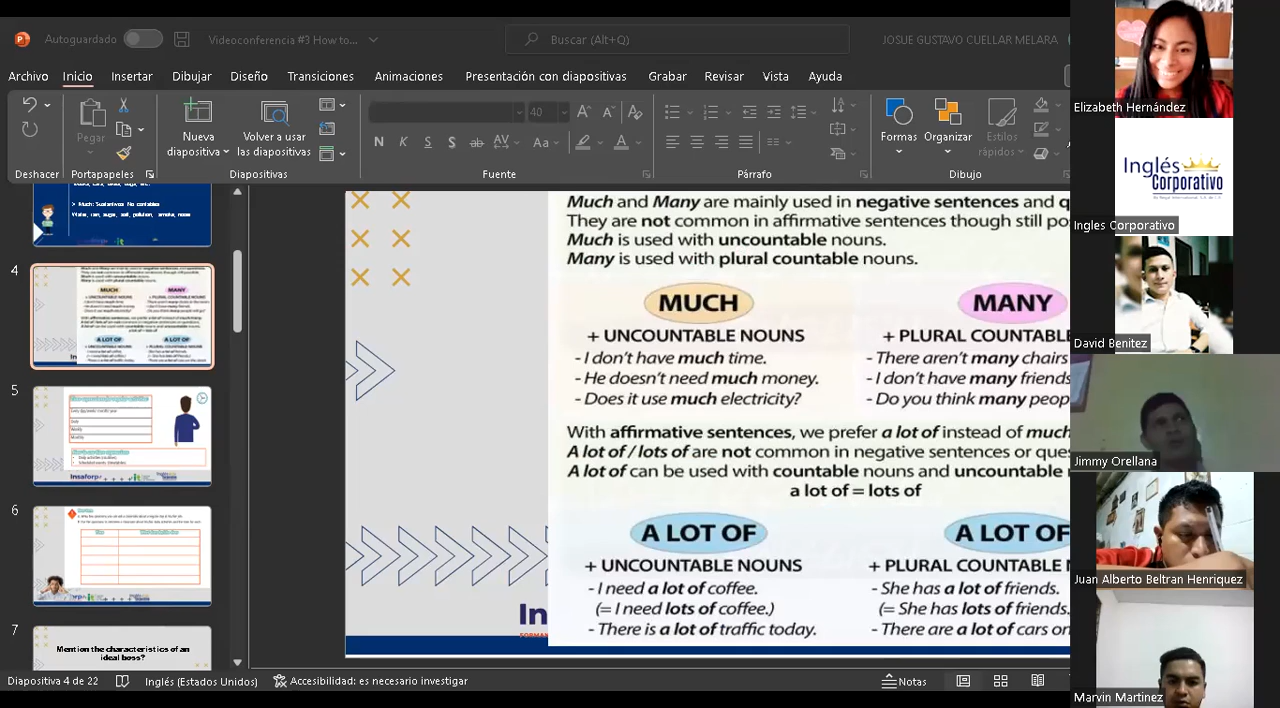 Autoguardado
Videoconferencia #3 How to...
Buscar (Alt+Q)
JOSUE GUSTAVO CUELLAR MELARA
Archivo Inicio Insertar Dibujar Diseño Transiciones Animaciones Presentación con diapositivas Grabar Revisar Vista Ayuda
40
Pegar
Nueva diapositiva
Volver a usar las diapositivas
Formas
Organizar
Estilos rápidos
Deshacer Portapapeles Diapositivas Fuente Párrafo Dibujo
4
5
6
7
Mention the characteristics of an
ideal boss?
Much and Many are mainly used in negative sentences and q
They are not common in affirmative sentences though still po
Much is used with uncountable nouns.
Many is used with plural countable nouns.
MUCH
+ UNCOUNTABLE NOUNS
- I don't have much time.
- He doesn't need much money.
- Does it use much electricity?
MANY
+ PLURAL COUNTABL
- There aren't many chairs
- I don't have many friends
- Do you think many peop
With affirmative sentences, we prefer a lot of instead of much
A lot of / lots of are not common in negative sentences or ques
A lot of can be used with countable nouns and uncountable
a lot of = lots of
A LOT OF
+ UNCOUNTABLE NOUNS
- I need a lot of coffee.
(= I need lots of coffee.)
- There is a lot of traffic today.
A LOT OF
+ PLURAL COUNTABLE N
- She has a lot of friends.
(= She has lots of friends.
- There are a lot of cars on
In
Diapositiva 4 de 22
Inglés (Estados Unidos)
Accesibilidad: es necesario investigar
Notas
Elizabeth Hernández
Inglés
Corporativo
Ingles Corporativo
David Benitez
Jimmy Orellana
Juan Alberto Beltran Henriquez
Marvin Martinez